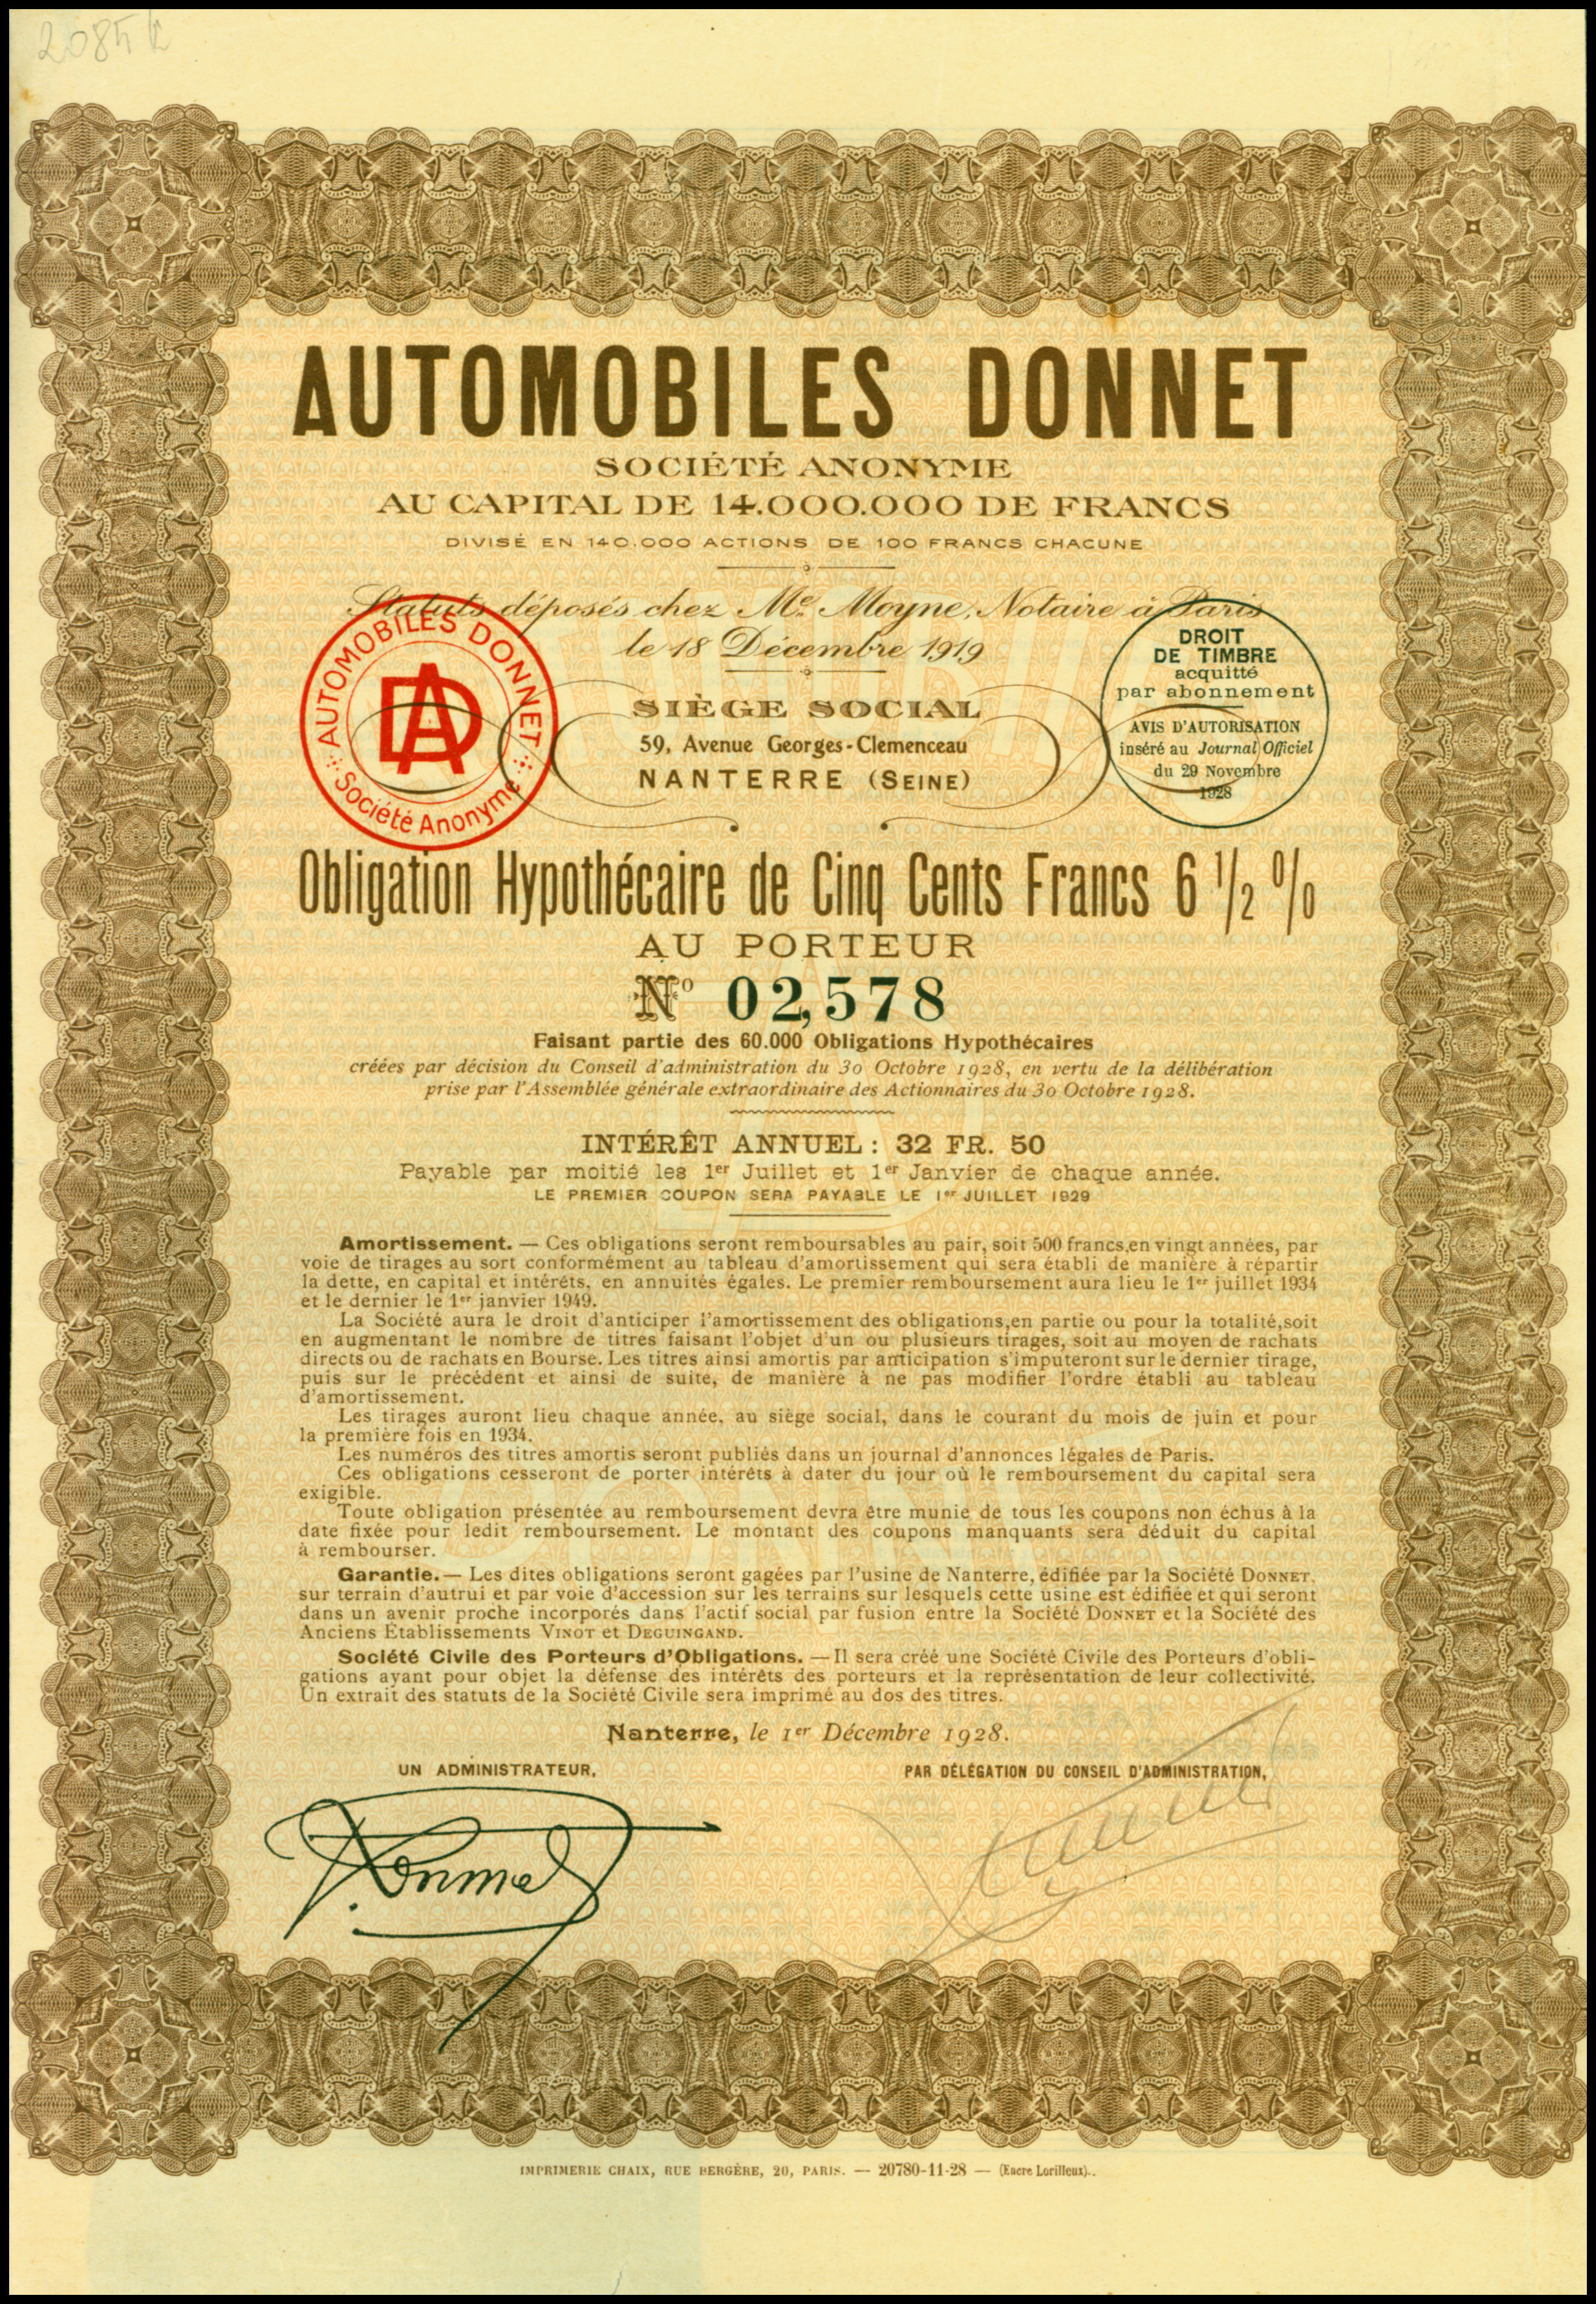 AUTOMOBILES DONNET
SOCIÉTÉ ANONYME
AU CAPITAL DE 14.000.000 DE FRANCS
DIVISÉ EN 140.000 ACTIONS DE 100 FRANCS CHACUNE
Statuts déposés chez Me Moyne, Notaire à Paris
le 18 Décembre 1919
AUTOMOBILES DONNET
DA
Société Anonyme
SIÈGE SOCIAL
59, Avenue Georges-Clemenceau
NANTERRE (SEINE)
DROIT
DE TIMBRE
acquitté
par abonnement
AVIS D'AUTORISATION
inséré au Journal Officiel
du 29 Novembre
1928
Obligation Hypothécaire de Cinq Cents Francs 6 1/2 %
AU PORTEUR
No 02,578
Faisant partie des 60.000 Obligations Hypothécaires
créées par décision du Conseil d'administration du 30 Octobre 1928, en vertu de la délibération
prise par l'Assemblée générale extraordinaire des Actionnaires du 30 Octobre 1928.
INTÉRÊT ANNUEL : 32 FR. 50
Payable par moitié les 1er Juillet et 1er Janvier de chaque année.
LE PREMIER COUPON SERA PAYABLE LE 1er JUILLET 1929
Amortissement. — Ces obligations seront remboursables au pair, soit 500 francs, en vingt années, par
voie de tirages au sort conformément au tableau d'amortissement qui sera établi de manière à répartir
la dette, en capital et intérêts, en annuités égales. Le premier remboursement aura lieu le 1er juillet 1934
et le dernier le 1er janvier 1949.
La Société aura le droit d'anticiper l'amortissement des obligations, en partie ou pour la totalité, soit
en augmentant le nombre de titres faisant l'objet d'un ou plusieurs tirages, soit au moyen de rachats
directs ou de rachats en Bourse. Les titres ainsi amortis par anticipation s'imputeront sur le dernier tirage,
puis sur le précédent et ainsi de suite, de manière à ne pas modifier l'ordre établi au tableau
d'amortissement.
Les tirages auront lieu chaque année, au siège social, dans le courant du mois de juin et pour
la première fois en 1934.
Les numéros des titres amortis seront publiés dans un journal d'annonces légales de Paris.
Ces obligations cesseront de porter intérêts à dater du jour où le remboursement du capital sera
exigible.
Toute obligation présentée au remboursement devra être munie de tous les coupons non échus à la
date fixée pour ledit remboursement. Le montant des coupons manquants sera déduit du capital
à rembourser.
Garantie. — Les dites obligations seront gagées par l'usine de Nanterre, édifiée par la Société DONNET,
sur terrain d'autrui et par voie d'accession sur les terrains sur lesquels cette usine est édifiée et qui seront
dans un avenir proche incorporés dans l'actif social par fusion entre la Société DONNET et la Société des
Anciens Etablissements VINOT et DEGUINGAND.
Société Civile des Porteurs d'Obligations. — Il sera créé une Société Civile des Porteurs d'obli-
gations ayant pour objet la défense des intérêts des porteurs et la représentation de leur collectivité.
Un extrait des statuts de la Société Civile sera imprimé au dos des titres.
Nanterre, le 1er Décembre 1928.
UN ADMINISTRATEUR,
PAR DÉLÉGATION DU CONSEIL D'ADMINISTRATION,
IMPRIMERIE CHAIX, RUE BERGÈRE, 20, PARIS. — 20780-11-28 — (Encre Lorilleux).